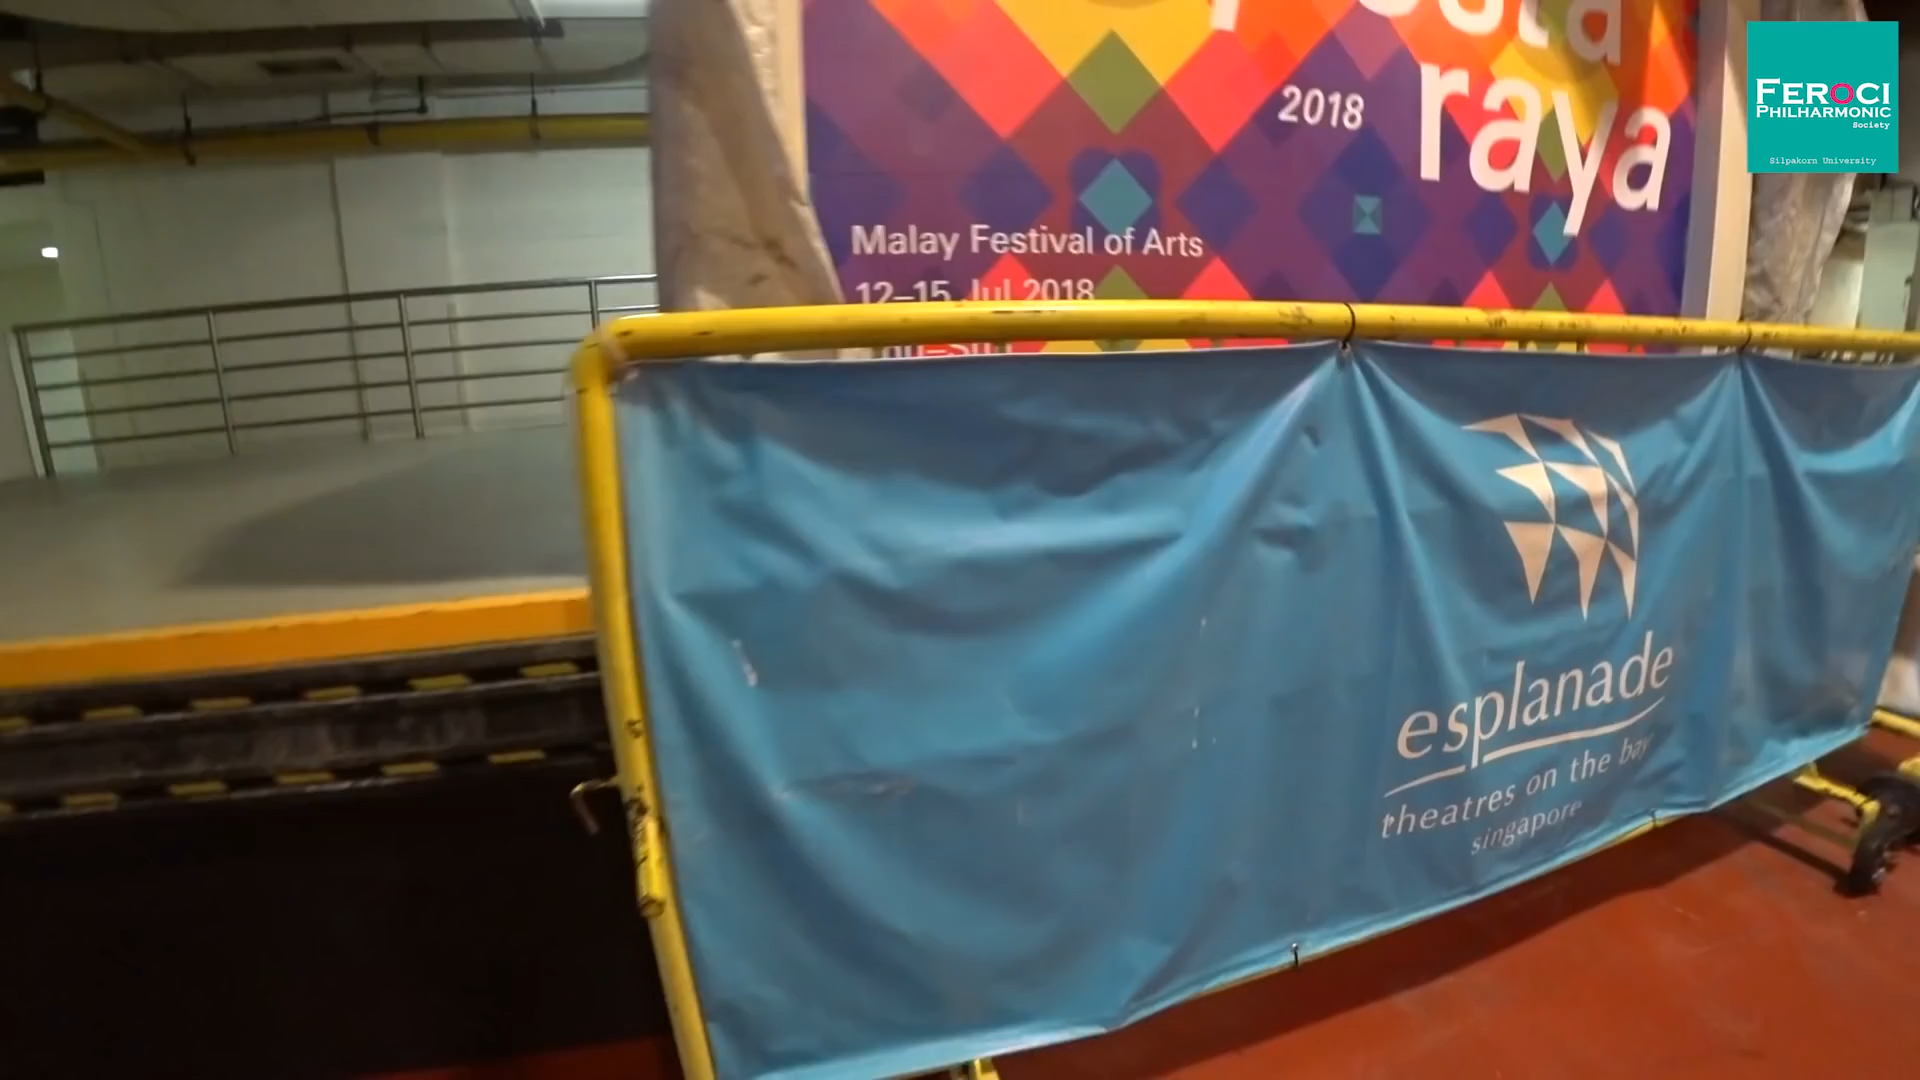 raya
2018
Malay Festival of Arts
12–15 Jul 2018
FEROCI
PHILHARMONIC
Society
Silpakorn University
esplanade
theatres on the bay
singapore